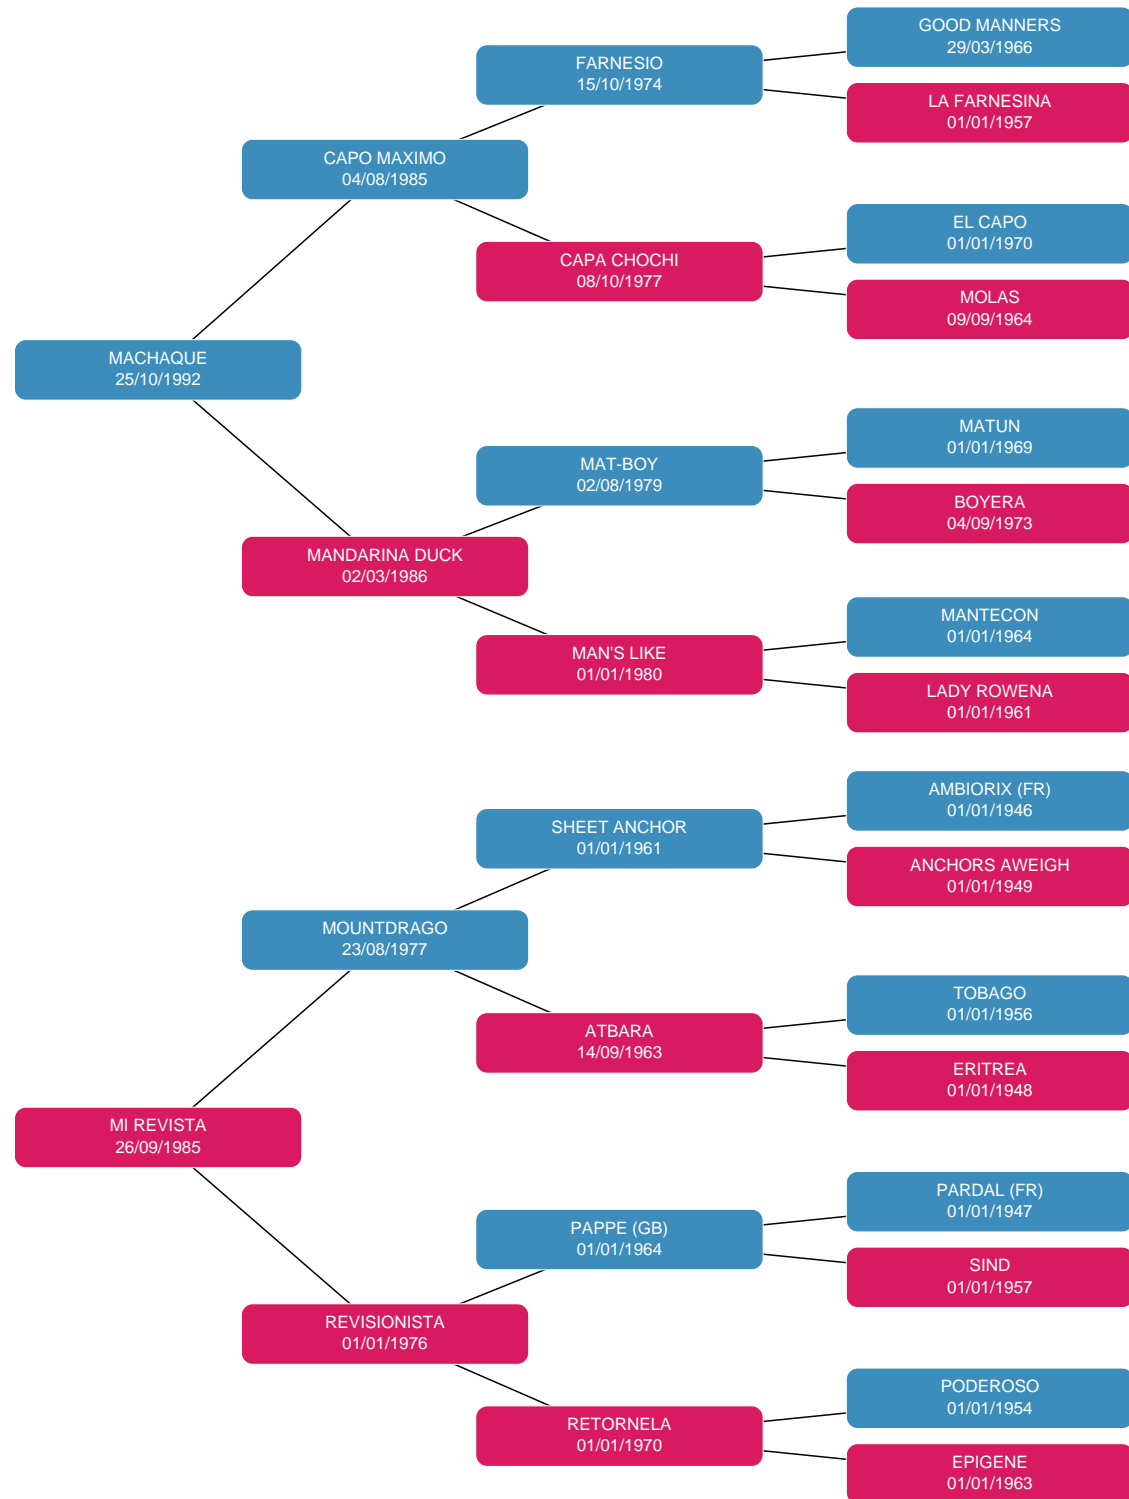 GOOD MANNERS
29/03/1966
FARNESIO
15/10/1974
LA FARNESINA
01/01/1957
CAPO MAXIMO
04/08/1985
EL CAPO
01/01/1970
CAPA CHOCHI
08/10/1977
MOLAS
09/09/1964
MACHAQUE
25/10/1992
MATUN
01/01/1969
MAT-BOY
02/08/1979
BOYERA
04/09/1973
MANDARINA DUCK
02/03/1986
MANTECON
01/01/1964
MAN'S LIKE
01/01/1980
LADY ROWENA
01/01/1961
AMBIORIX (FR)
01/01/1946
SHEET ANCHOR
01/01/1961
ANCHORS AWEIGH
01/01/1949
MOUNTDRAGO
23/08/1977
TOBAGO
01/01/1956
ATBARA
14/09/1963
ERITREA
01/01/1948
MI REVISTA
26/09/1985
PARDAL (FR)
01/01/1947
PAPPE (GB)
01/01/1964
SIND
01/01/1957
REVISIONISTA
01/01/1976
PODEROSO
01/01/1954
RETORNELA
01/01/1970
EPIGENE
01/01/1963